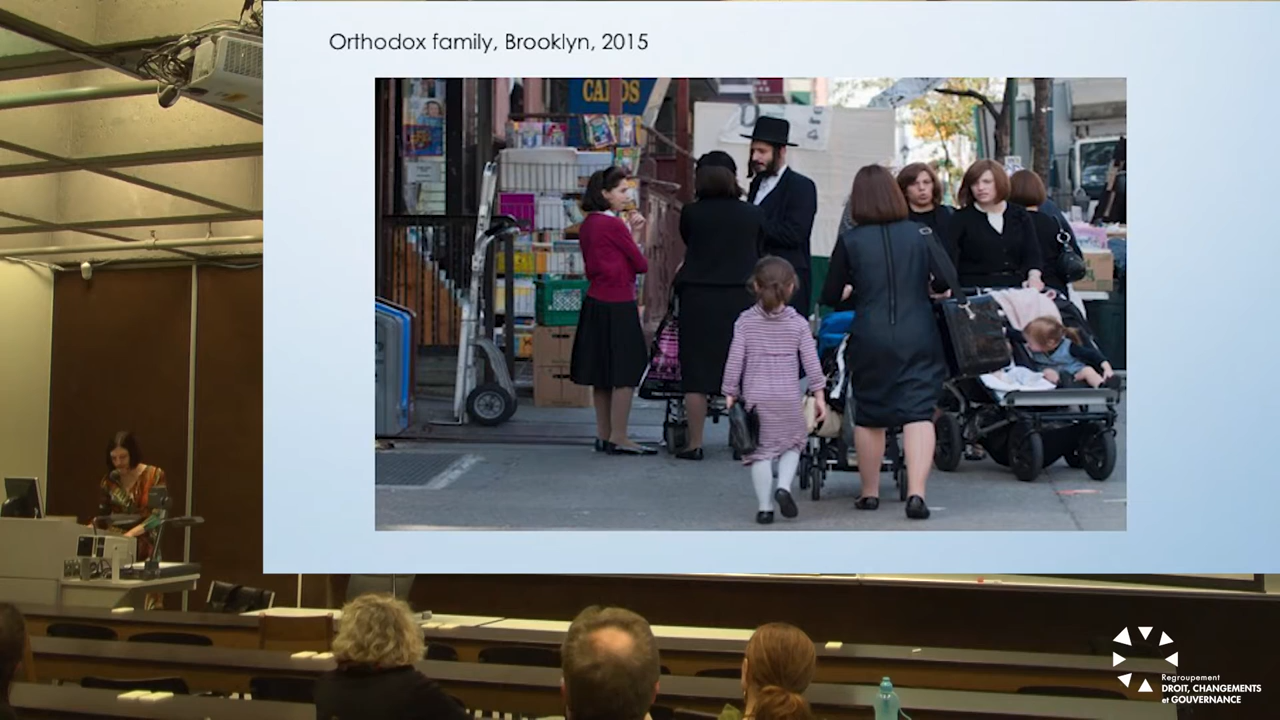 Orthodox family, Brooklyn, 2015
CARDS
Regroupement
DROIT, CHANGEMENTS
et GOUVERNANCE